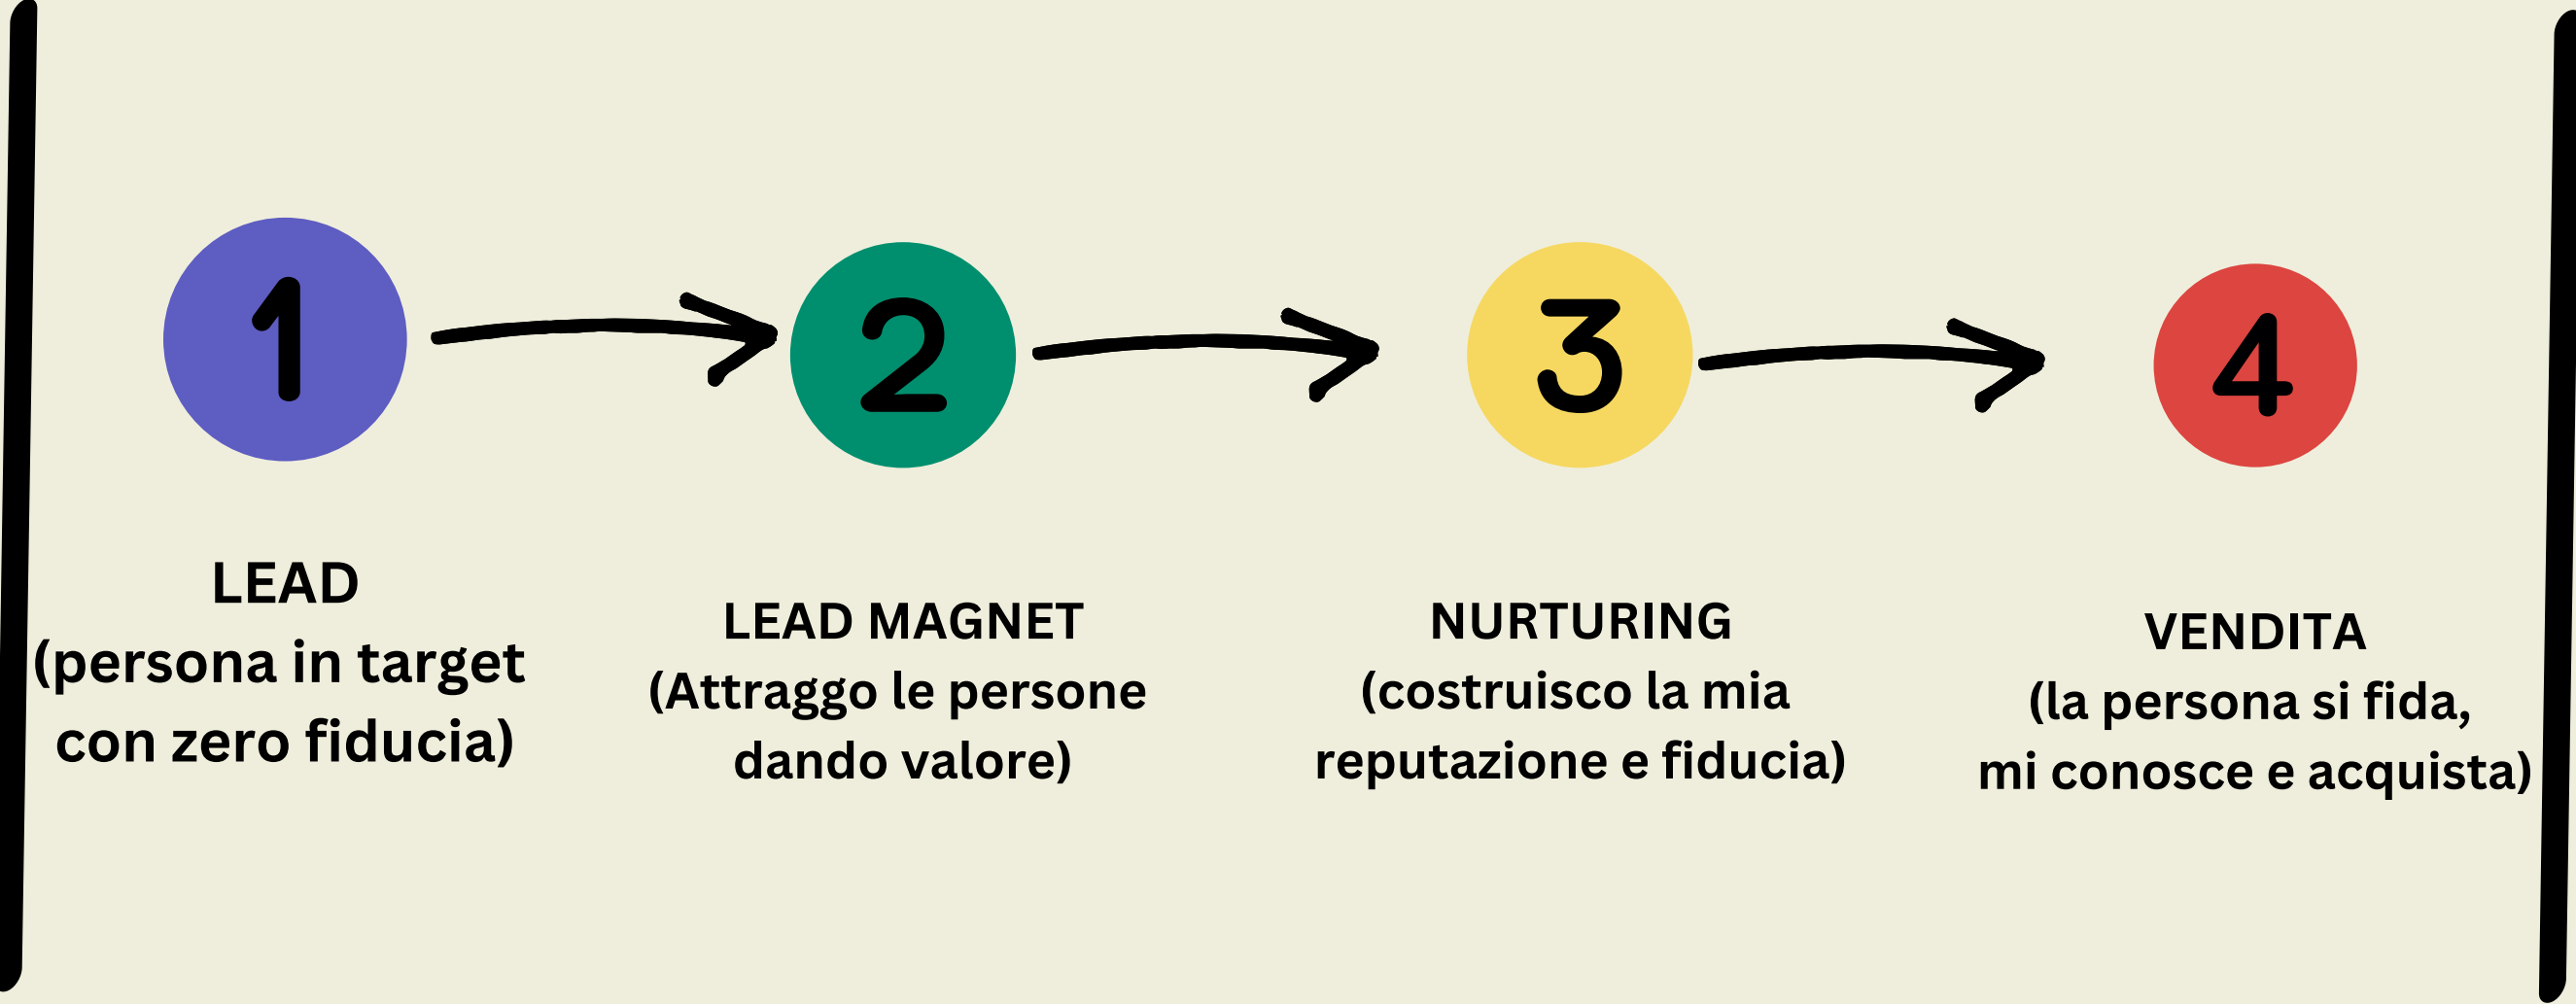 1
2
3
4
LEAD
(persona in target
con zero fiducia)
LEAD MAGNET
(Attraggo le persone
dando valore)
NURTURING
(costruisco la mia
reputazione e fiducia)
VENDITA
(la persona si fida,
mi conosce e acquista)